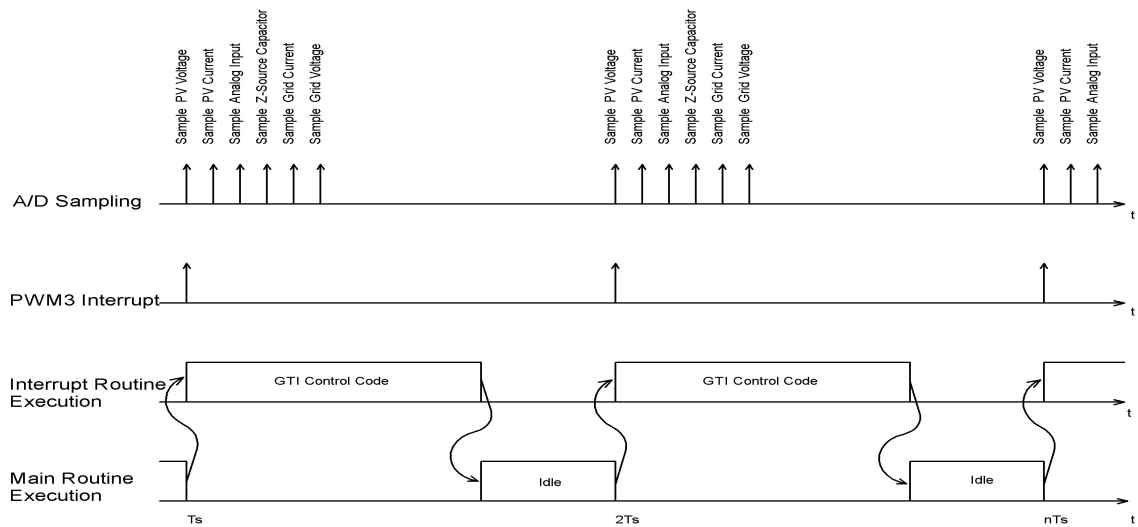 Sample PV Voltage
Sample PV Current
Sample Analog Input
Sample Z-Source Capacitor
Sample Grid Current
Sample Grid Voltage
Sample PV Voltage
Sample PV Current
Sample Analog Input
Sample Z-Source Capacitor
Sample Grid Current
Sample Grid Voltage
Sample PV Voltage
Sample PV Current
Sample Analog Input
A/D Sampling
t
PWM3 Interrupt
t
Interrupt Routine
Execution
GTI Control Code
GTI Control Code
t
Main Routine
Execution
Idle
Idle
Ts
2Ts
nTs
t